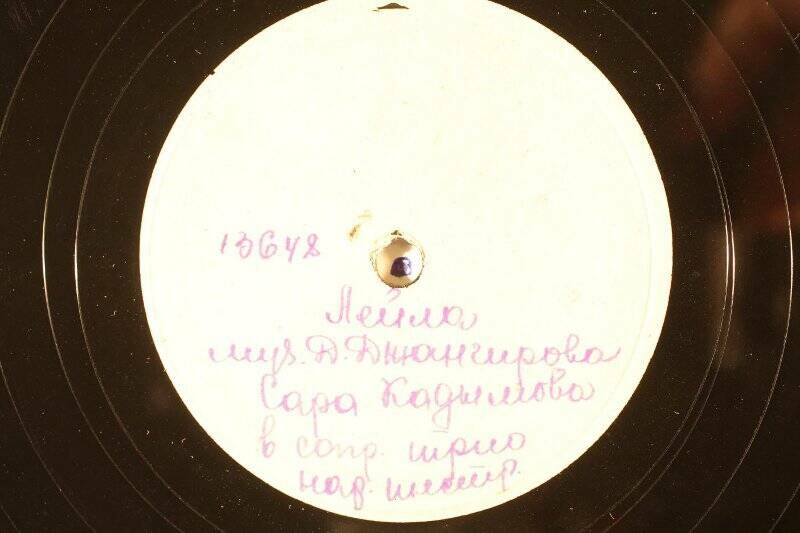 13648
Лейла
муз. Д. Джангирова
Сара Кадымова
в сопр. трио
нар. инстр.